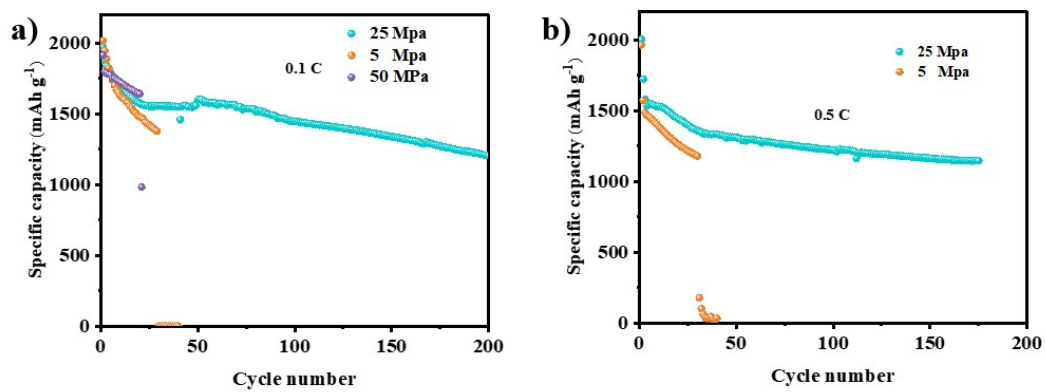 a)
25 Mpa
5 Mpa
50 MPa
0.1 C
Specific capacity (mAh g-1)
2000
1500
1000
500
0
0 50 100 150 200
Cycle number
b)
25 Mpa
5 Mpa
0.5 C
Specific capacity (mAh g-1)
2000
1500
1000
500
0
0 50 100 150 200
Cycle number